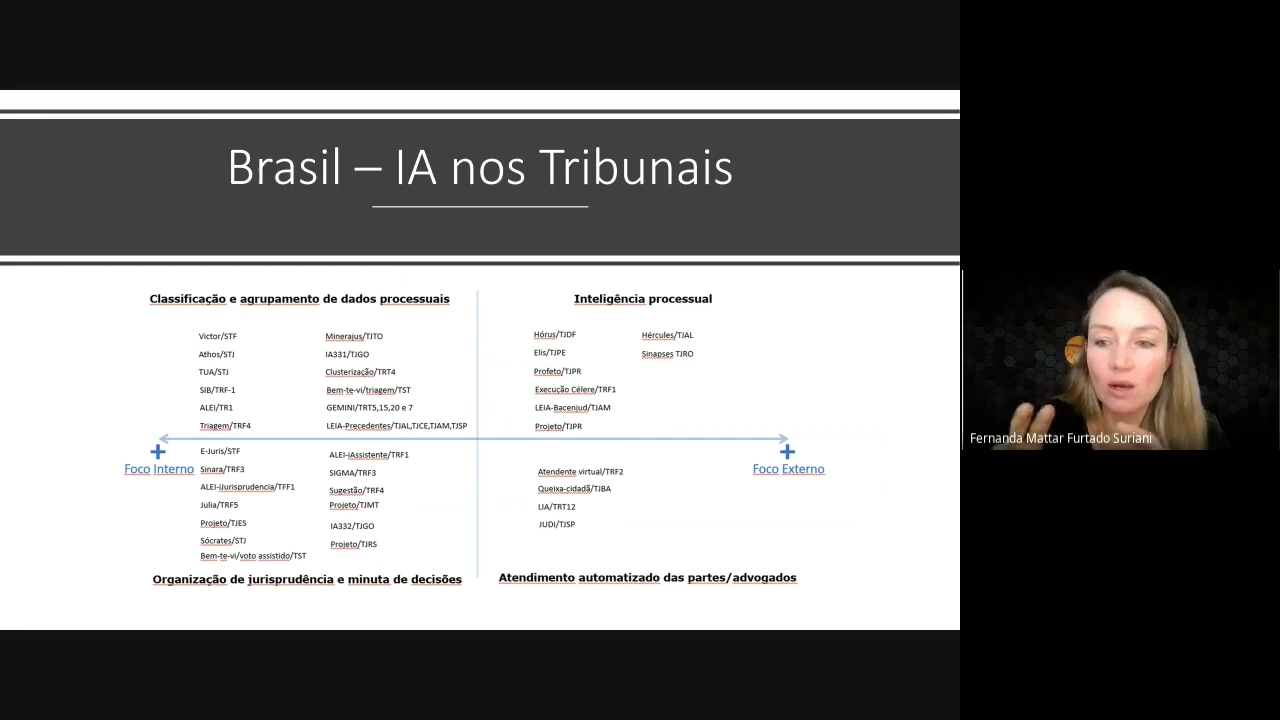 Brasil – IA nos Tribunais
Classificação e agrupamento de dados processuais
Victor/STF
Athos/STJ
TUA/STJ
SIB/TRF-1
ALEI/TR1
Triagem/TRF4
Minerajus/TJTO
IA331/TJGO
Clusterização/TRT4
Bem-te-vi/triagem/TST
GEMINI/TRT5,15,20 e 7
LEIA-Precedentes/TJAL,TJCE,TJAM,TJSP
Inteligência processual
Hórus/TJDF
Elis/TJPE
Profeto/TJPR
Execução Célere/TRF1
LEIA-Bacenjud/TJAM
Projeto/TJPR
Hércules/TJAL
Sinapses TJRO
+
Foco Interno
+
Foco Externo
E-Juris/STF
Sinara/TRF3
ALEI-iJurisprudencia/TFF1
Julia/TRF5
Projeto/TJES
Sócrates/STJ
Bem-te-vi/voto assistido/TST
ALEI-iAssistente/TRF1
SIGMA/TRF3
Sugestão/TRF4
Projeto/TJMT
IA332/TJGO
Projeto/TJRS
Organização de jurisprudência e minuta de decisões
Atendente virtual/TRF2
Queixa-cidadã/TJBA
LIA/TRT12
JUDI/TJSP
Atendimento automatizado das partes/advogados
Fernanda Mattar Furtado Suriani